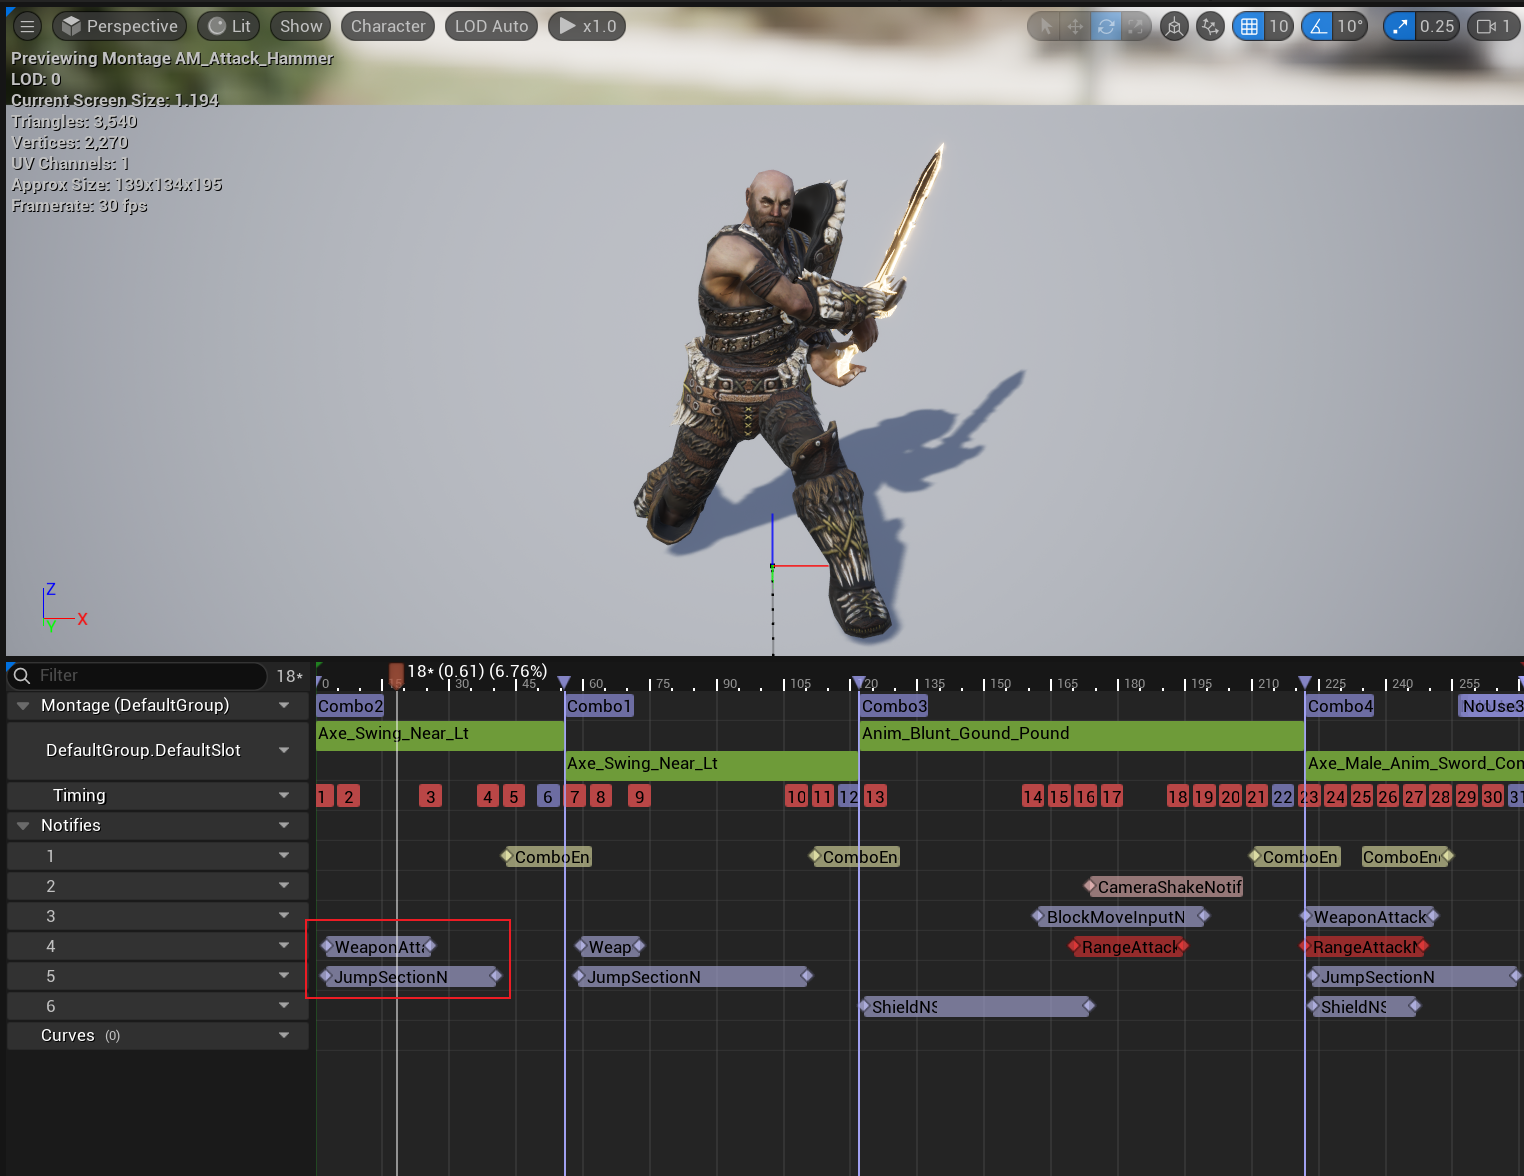 Perspective Lit Show Character LOD Auto x1.0 10 10° 0.25 1
Previewing Montage AM_Attack_Hammer
LOD: 0
Current Screen Size: 1.194
Triangles: 3,540
Vertices: 2,270
UV Channels: 1
Approx Size: 139x134x195
Framerate: 30 fps
Z
X
Y
Filter 18*
18* (0.61) (6.76%)
0 15 30 45 60 75 90 105 120 135 150 165 180 195 210 225 240 255
Montage (DefaultGroup) Combo2 Combo1 Combo3 Combo4 NoUse3
DefaultGroup.DefaultSlot
Axe_Swing_Near_Lt Anim_Blunt_Gound_Pound
Axe_Swing_Near_Lt Axe_Male_Anim_Sword_Con
Timing 1 2 3 4 5 6 7 8 9 10 11 12 13 14 15 16 17 18 19 20 21 22 23 24 25 26 27 28 29 30 31
Notifies
1 ComboEn ComboEn ComboEn ComboEn
2 CameraShakeNotif
3 BlockMoveInputN WeaponAttack
4 WeaponAtta Weap RangeAttack RangeAttackN
5 JumpSectionN JumpSectionN JumpSectionN
6 ShieldNS ShieldNS
Curves (0)